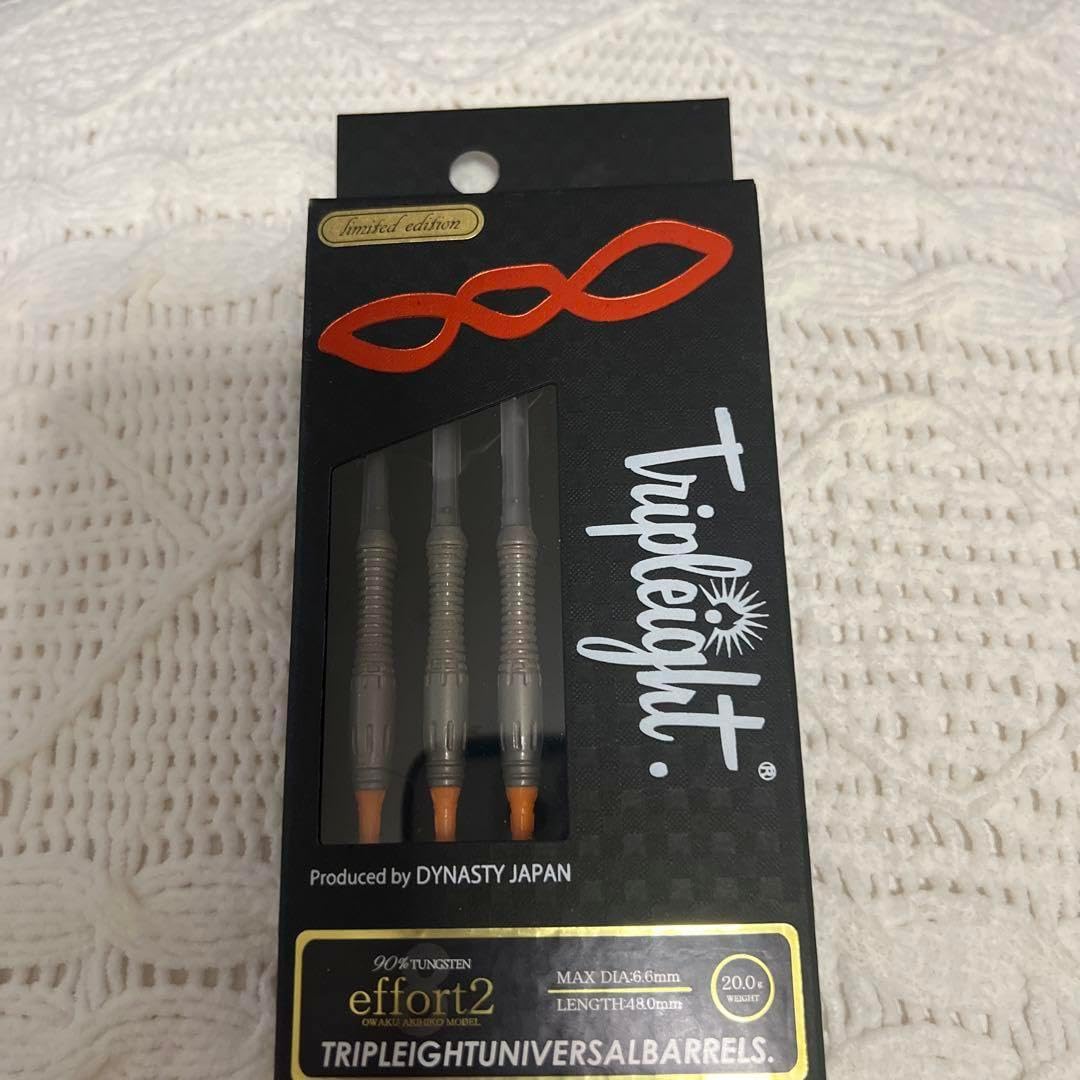 limited edition
Tripleight.®
Produced by DYNASTY JAPAN
90% TUNGSTEN
effort2
OWAKU AKIHIKO MODEL
MAX DIA:6.6mm
LENGTH:48.0mm
20.0g
WEIGHT
TRIPLEIGHTUNIVERSALBARRELS.